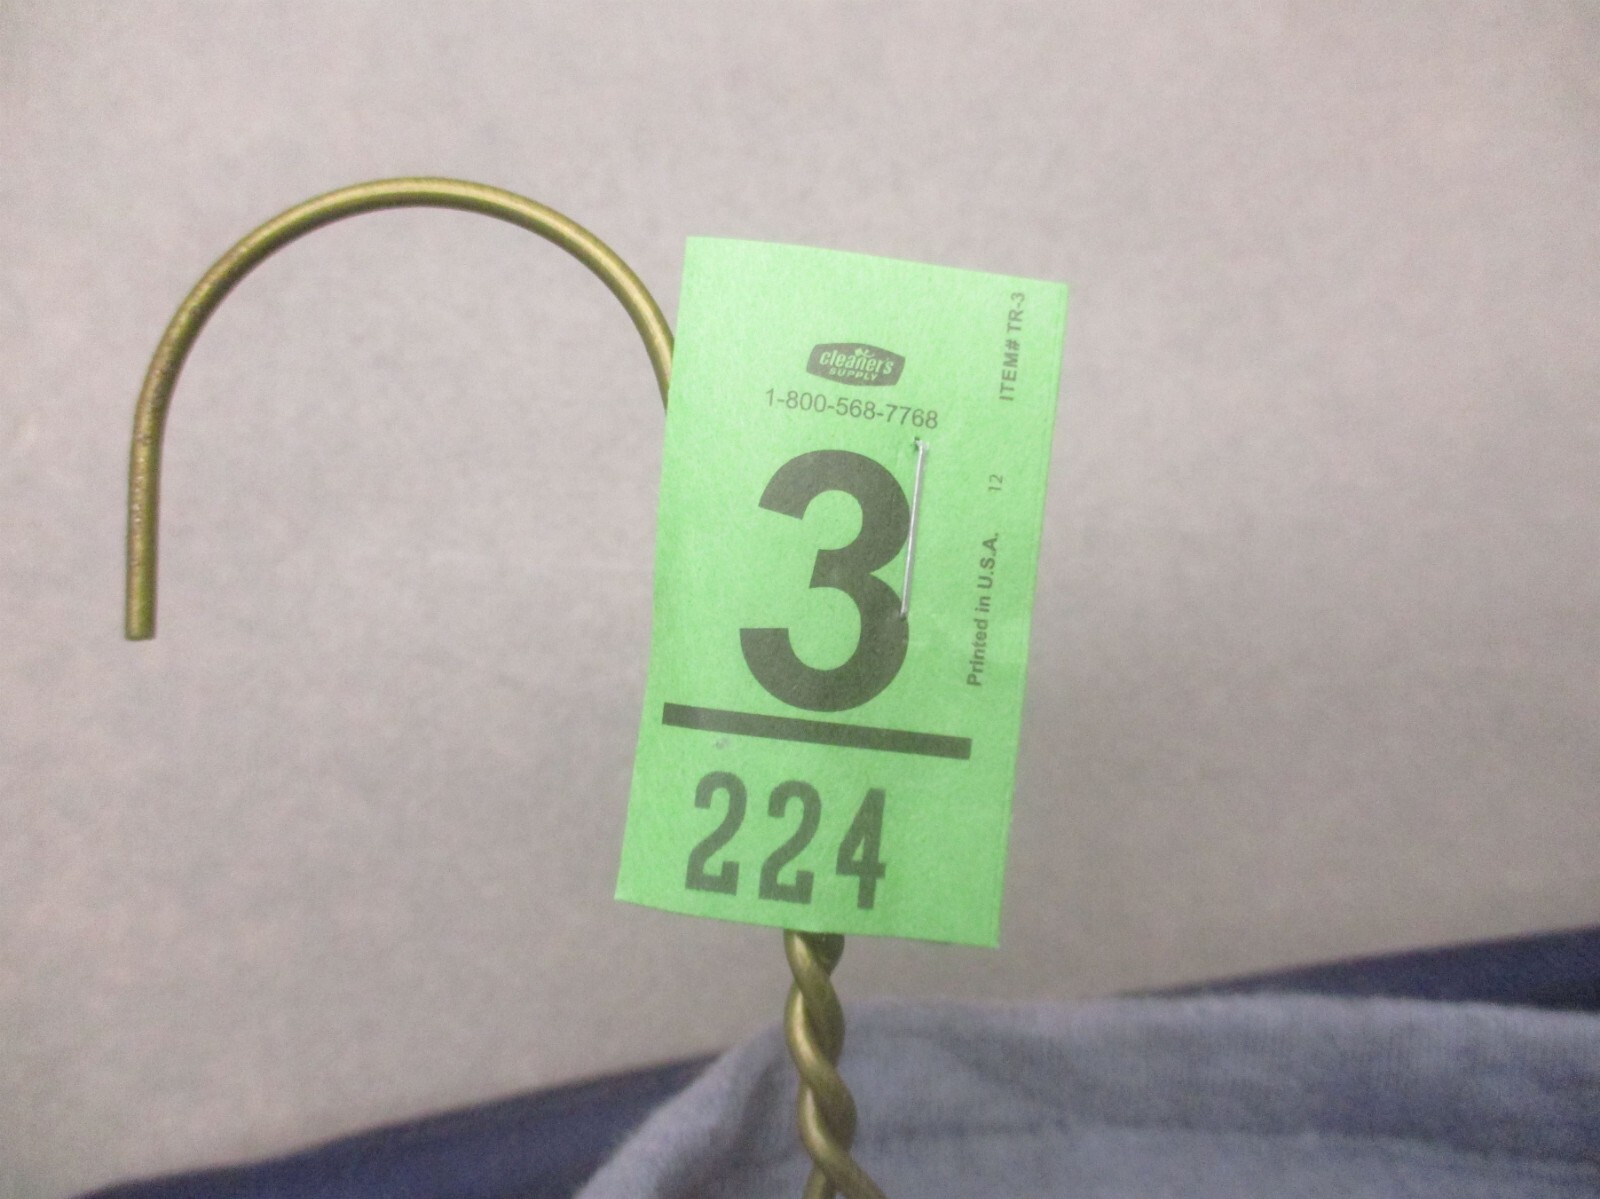 cleaner's
SUPPLY
1-800-568-7768
3
224
ITEM# TR-3
12
Printed in U.S.A.